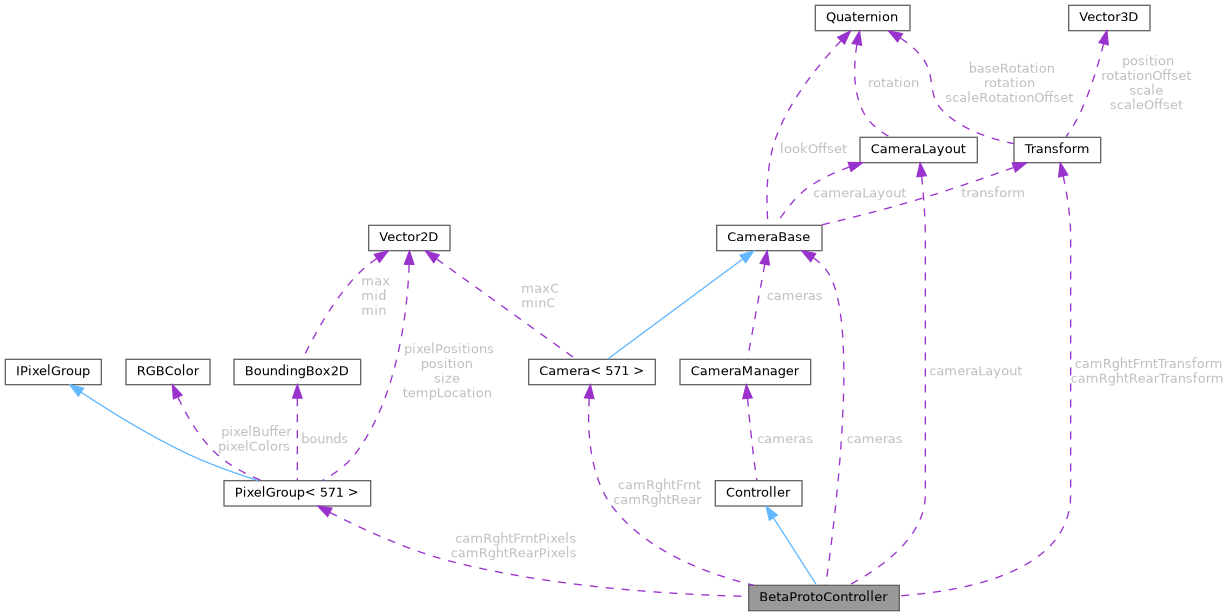 Quaternion
Vector3D
position
rotationOffset
scale
scaleOffset
baseRotation
rotation
scaleRotationOffset
rotation
lookOffset
CameraLayout
Transform
cameraLayout
transform
Vector2D
CameraBase
max
mid
min
maxC
minC
cameras
pixelPositions
position
size
tempLocation
IPixelGroup
RGBColor
BoundingBox2D
Camera< 571 >
CameraManager
cameraLayout
camRghtFrntTransform
camRghtRearTransform
pixelBuffer
pixelColors
bounds
cameras
cameras
camRghtFrnt
camRghtRear
PixelGroup< 571 >
Controller
camRghtFrntPixels
camRghtRearPixels
BetaProtoController